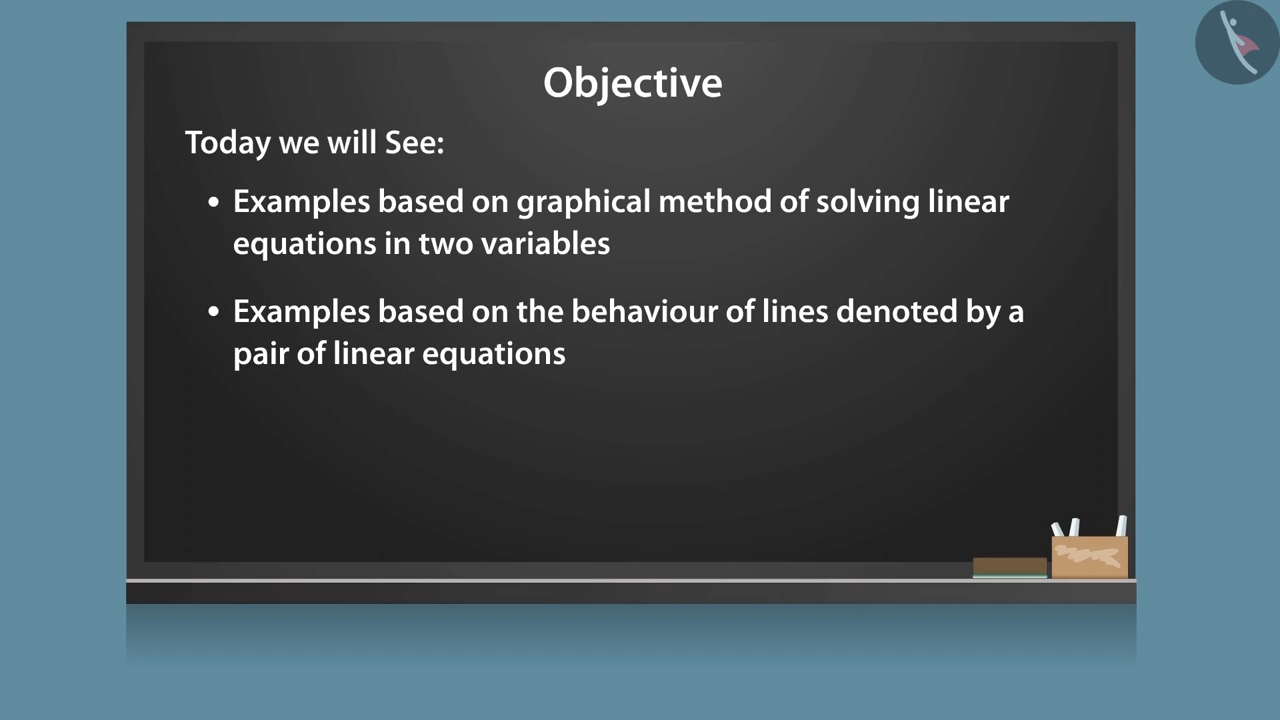 Objective
Today we will See:
• Examples based on graphical method of solving linear
equations in two variables
• Examples based on the behaviour of lines denoted by a
pair of linear equations